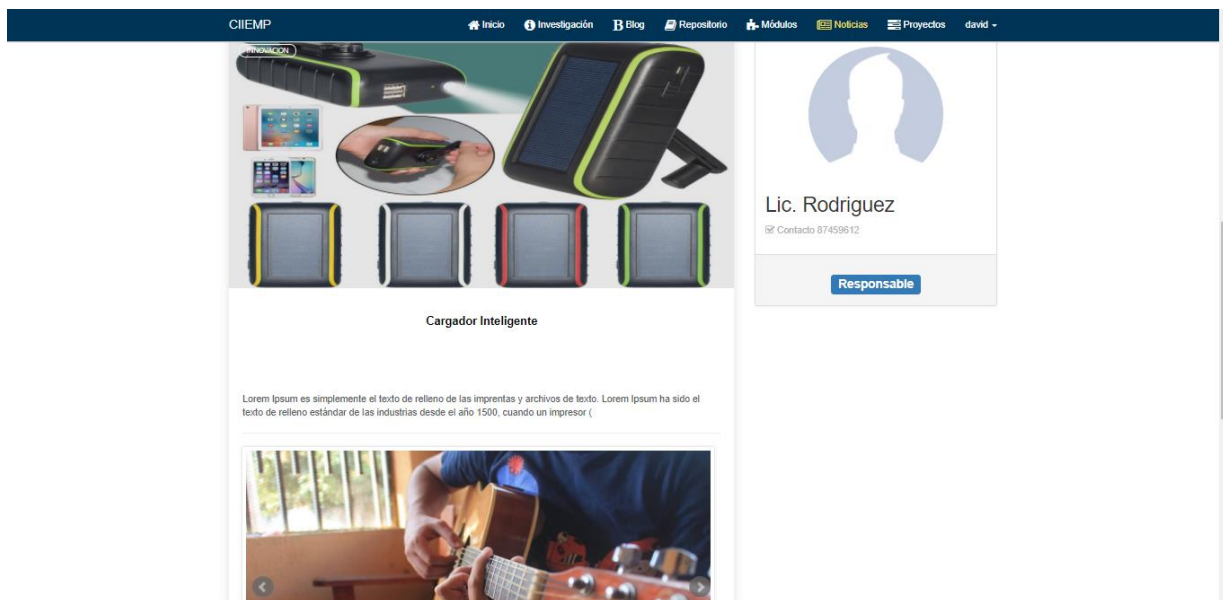 CIIEMP
Inicio Investigación B Blog Repositorio Módulos Noticias Proyectos david
INNOVACION
Lic. Rodriguez
Contacto 87459612
Responsable
Cargador Inteligente
Lorem Ipsum es simplemente el texto de relleno de las imprentas y archivos de texto. Lorem Ipsum ha sido el
texto de relleno estándar de las industrias desde el año 1500, cuando un impresor (